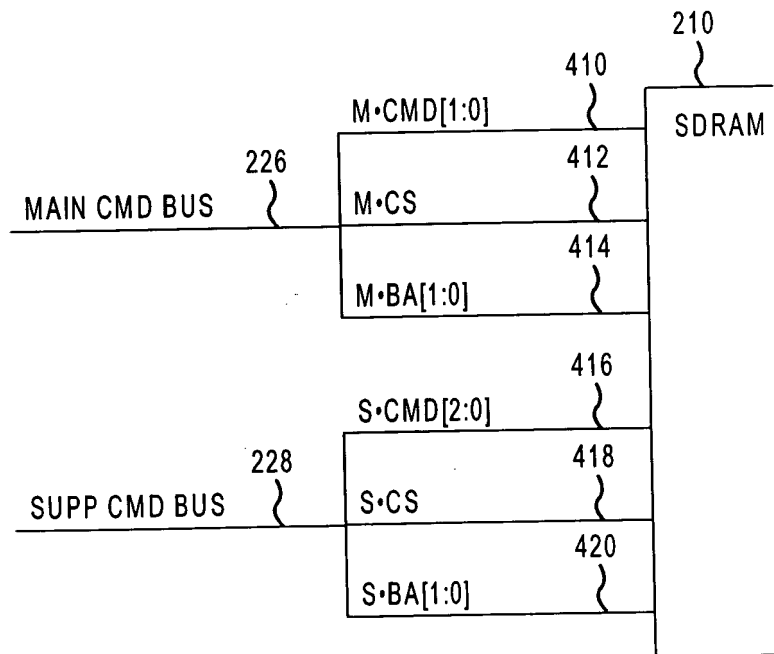 210
410
M•CMD[1:0]
SDRAM
226
412
MAIN CMD BUS
M•CS
414
M•BA[1:0]
416
S•CMD[2:0]
228
418
SUPP CMD BUS
S•CS
420
S•BA[1:0]